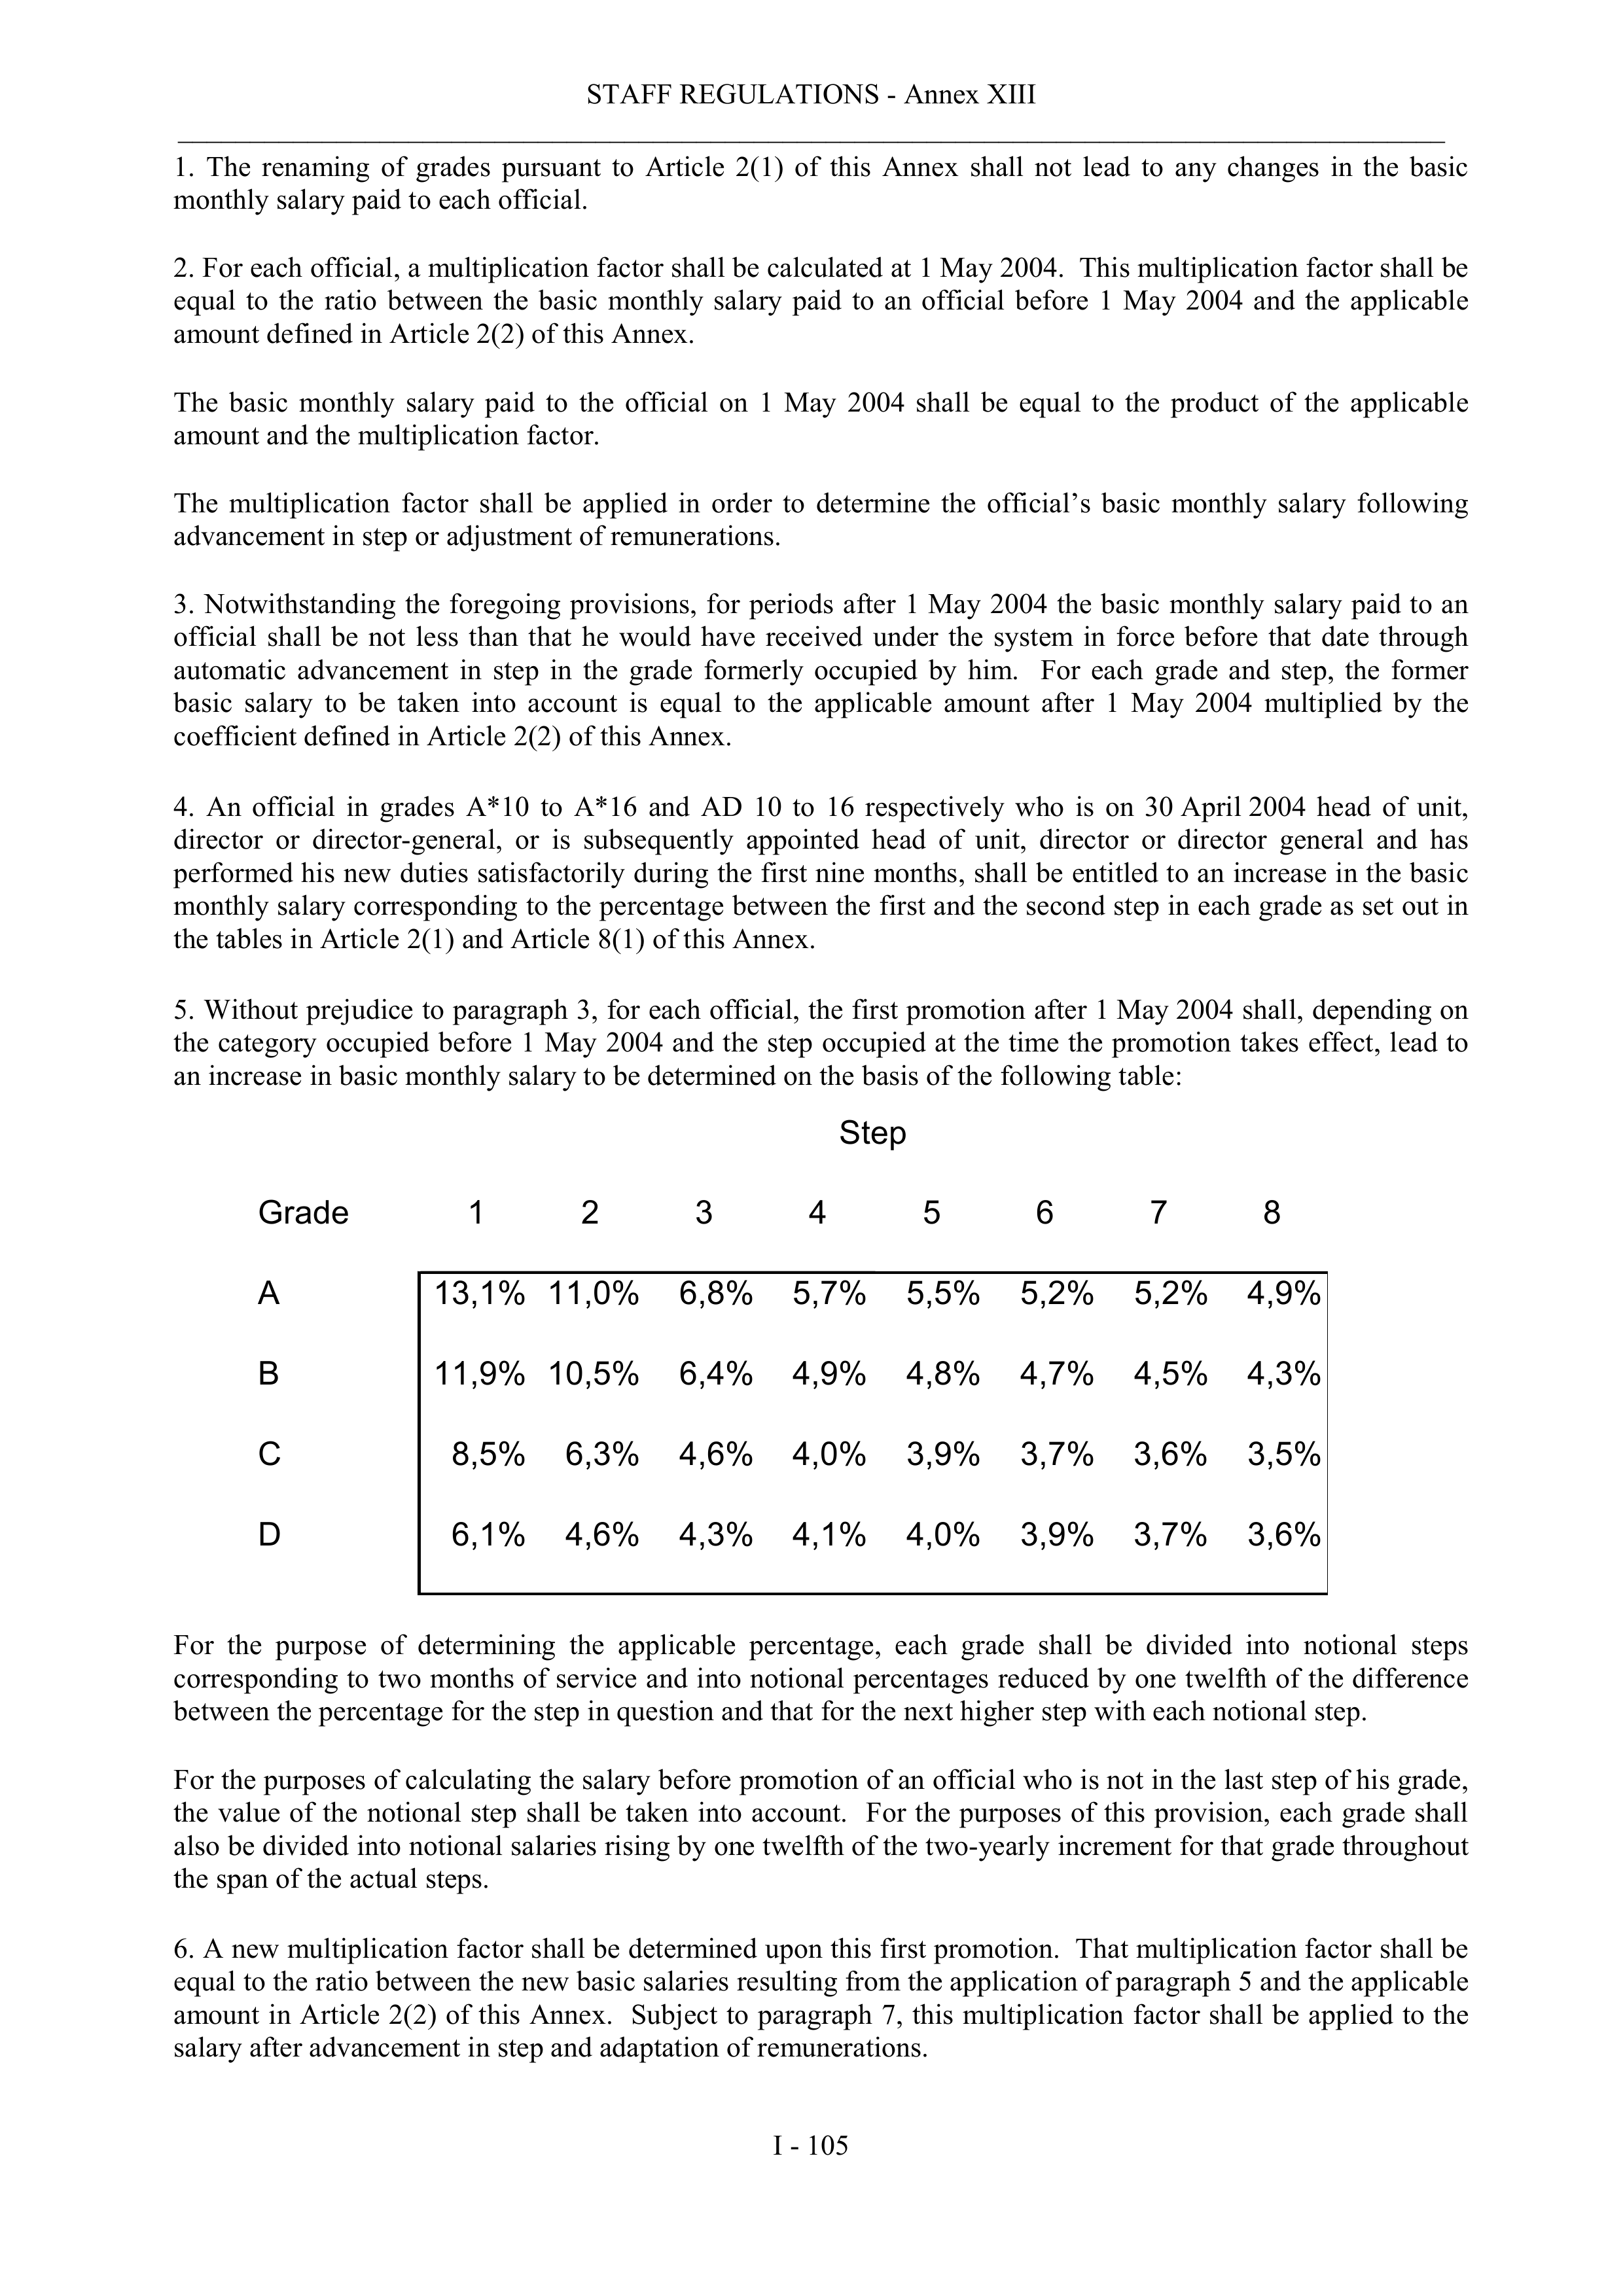 STAFF REGULATIONS - Annex XIII
1. The renaming of grades pursuant to Article 2(1) of this Annex shall not lead to any changes in the basic
monthly salary paid to each official.
2. For each official, a multiplication factor shall be calculated at 1 May 2004. This multiplication factor shall be
equal to the ratio between the basic monthly salary paid to an official before 1 May 2004 and the applicable
amount defined in Article 2(2) of this Annex.
The basic monthly salary paid to the official on 1 May 2004 shall be equal to the product of the applicable
amount and the multiplication factor.
The multiplication factor shall be applied in order to determine the official’s basic monthly salary following
advancement in step or adjustment of remunerations.
3. Notwithstanding the foregoing provisions, for periods after 1 May 2004 the basic monthly salary paid to an
official shall be not less than that he would have received under the system in force before that date through
automatic advancement in step in the grade formerly occupied by him. For each grade and step, the former
basic salary to be taken into account is equal to the applicable amount after 1 May 2004 multiplied by the
coefficient defined in Article 2(2) of this Annex.
4. An official in grades A*10 to A*16 and AD 10 to 16 respectively who is on 30 April 2004 head of unit,
director or director-general, or is subsequently appointed head of unit, director or director general and has
performed his new duties satisfactorily during the first nine months, shall be entitled to an increase in the basic
monthly salary corresponding to the percentage between the first and the second step in each grade as set out in
the tables in Article 2(1) and Article 8(1) of this Annex.
5. Without prejudice to paragraph 3, for each official, the first promotion after 1 May 2004 shall, depending on
the category occupied before 1 May 2004 and the step occupied at the time the promotion takes effect, lead to
an increase in basic monthly salary to be determined on the basis of the following table:
Step
Grade 1 2 3 4 5 6 7 8
A 13,1% 11,0% 6,8% 5,7% 5,5% 5,2% 5,2% 4,9%
B 11,9% 10,5% 6,4% 4,9% 4,8% 4,7% 4,5% 4,3%
C 8,5% 6,3% 4,6% 4,0% 3,9% 3,7% 3,6% 3,5%
D 6,1% 4,6% 4,3% 4,1% 4,0% 3,9% 3,7% 3,6%
For the purpose of determining the applicable percentage, each grade shall be divided into notional steps
corresponding to two months of service and into notional percentages reduced by one twelfth of the difference
between the percentage for the step in question and that for the next higher step with each notional step.
For the purposes of calculating the salary before promotion of an official who is not in the last step of his grade,
the value of the notional step shall be taken into account. For the purposes of this provision, each grade shall
also be divided into notional salaries rising by one twelfth of the two-yearly increment for that grade throughout
the span of the actual steps.
6. A new multiplication factor shall be determined upon this first promotion. That multiplication factor shall be
equal to the ratio between the new basic salaries resulting from the application of paragraph 5 and the applicable
amount in Article 2(2) of this Annex. Subject to paragraph 7, this multiplication factor shall be applied to the
salary after advancement in step and adaptation of remunerations.
I - 105